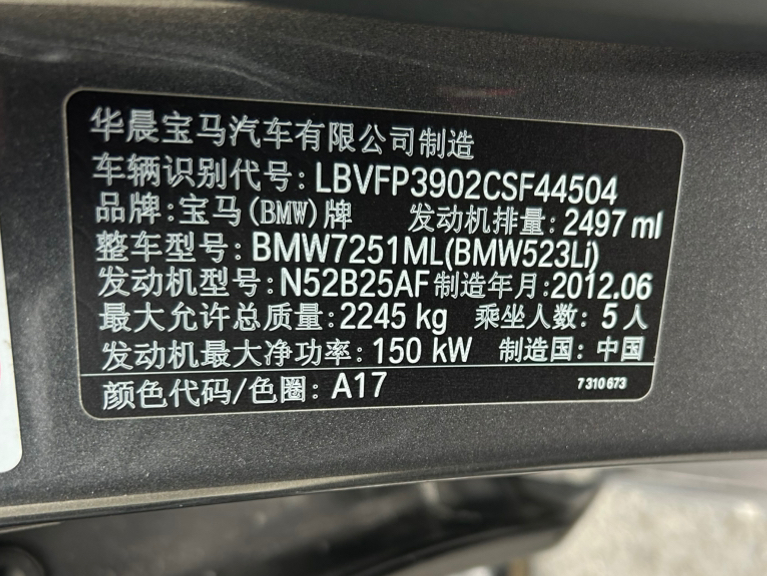 华晨宝马汽车有限公司制造
车辆识别代号: LBVFP3902CSF44504
品牌: 宝马(BMW)牌 发动机排量: 2497 ml
整车型号: BMW7251ML(BMW523Li)
发动机型号: N52B25AF 制造年月:2012.06
最大允许总质量: 2245 kg 乘坐人数: 5人
发动机最大净功率: 150 kW 制造国: 中国
颜色代码/色圈: A17 7 310 673